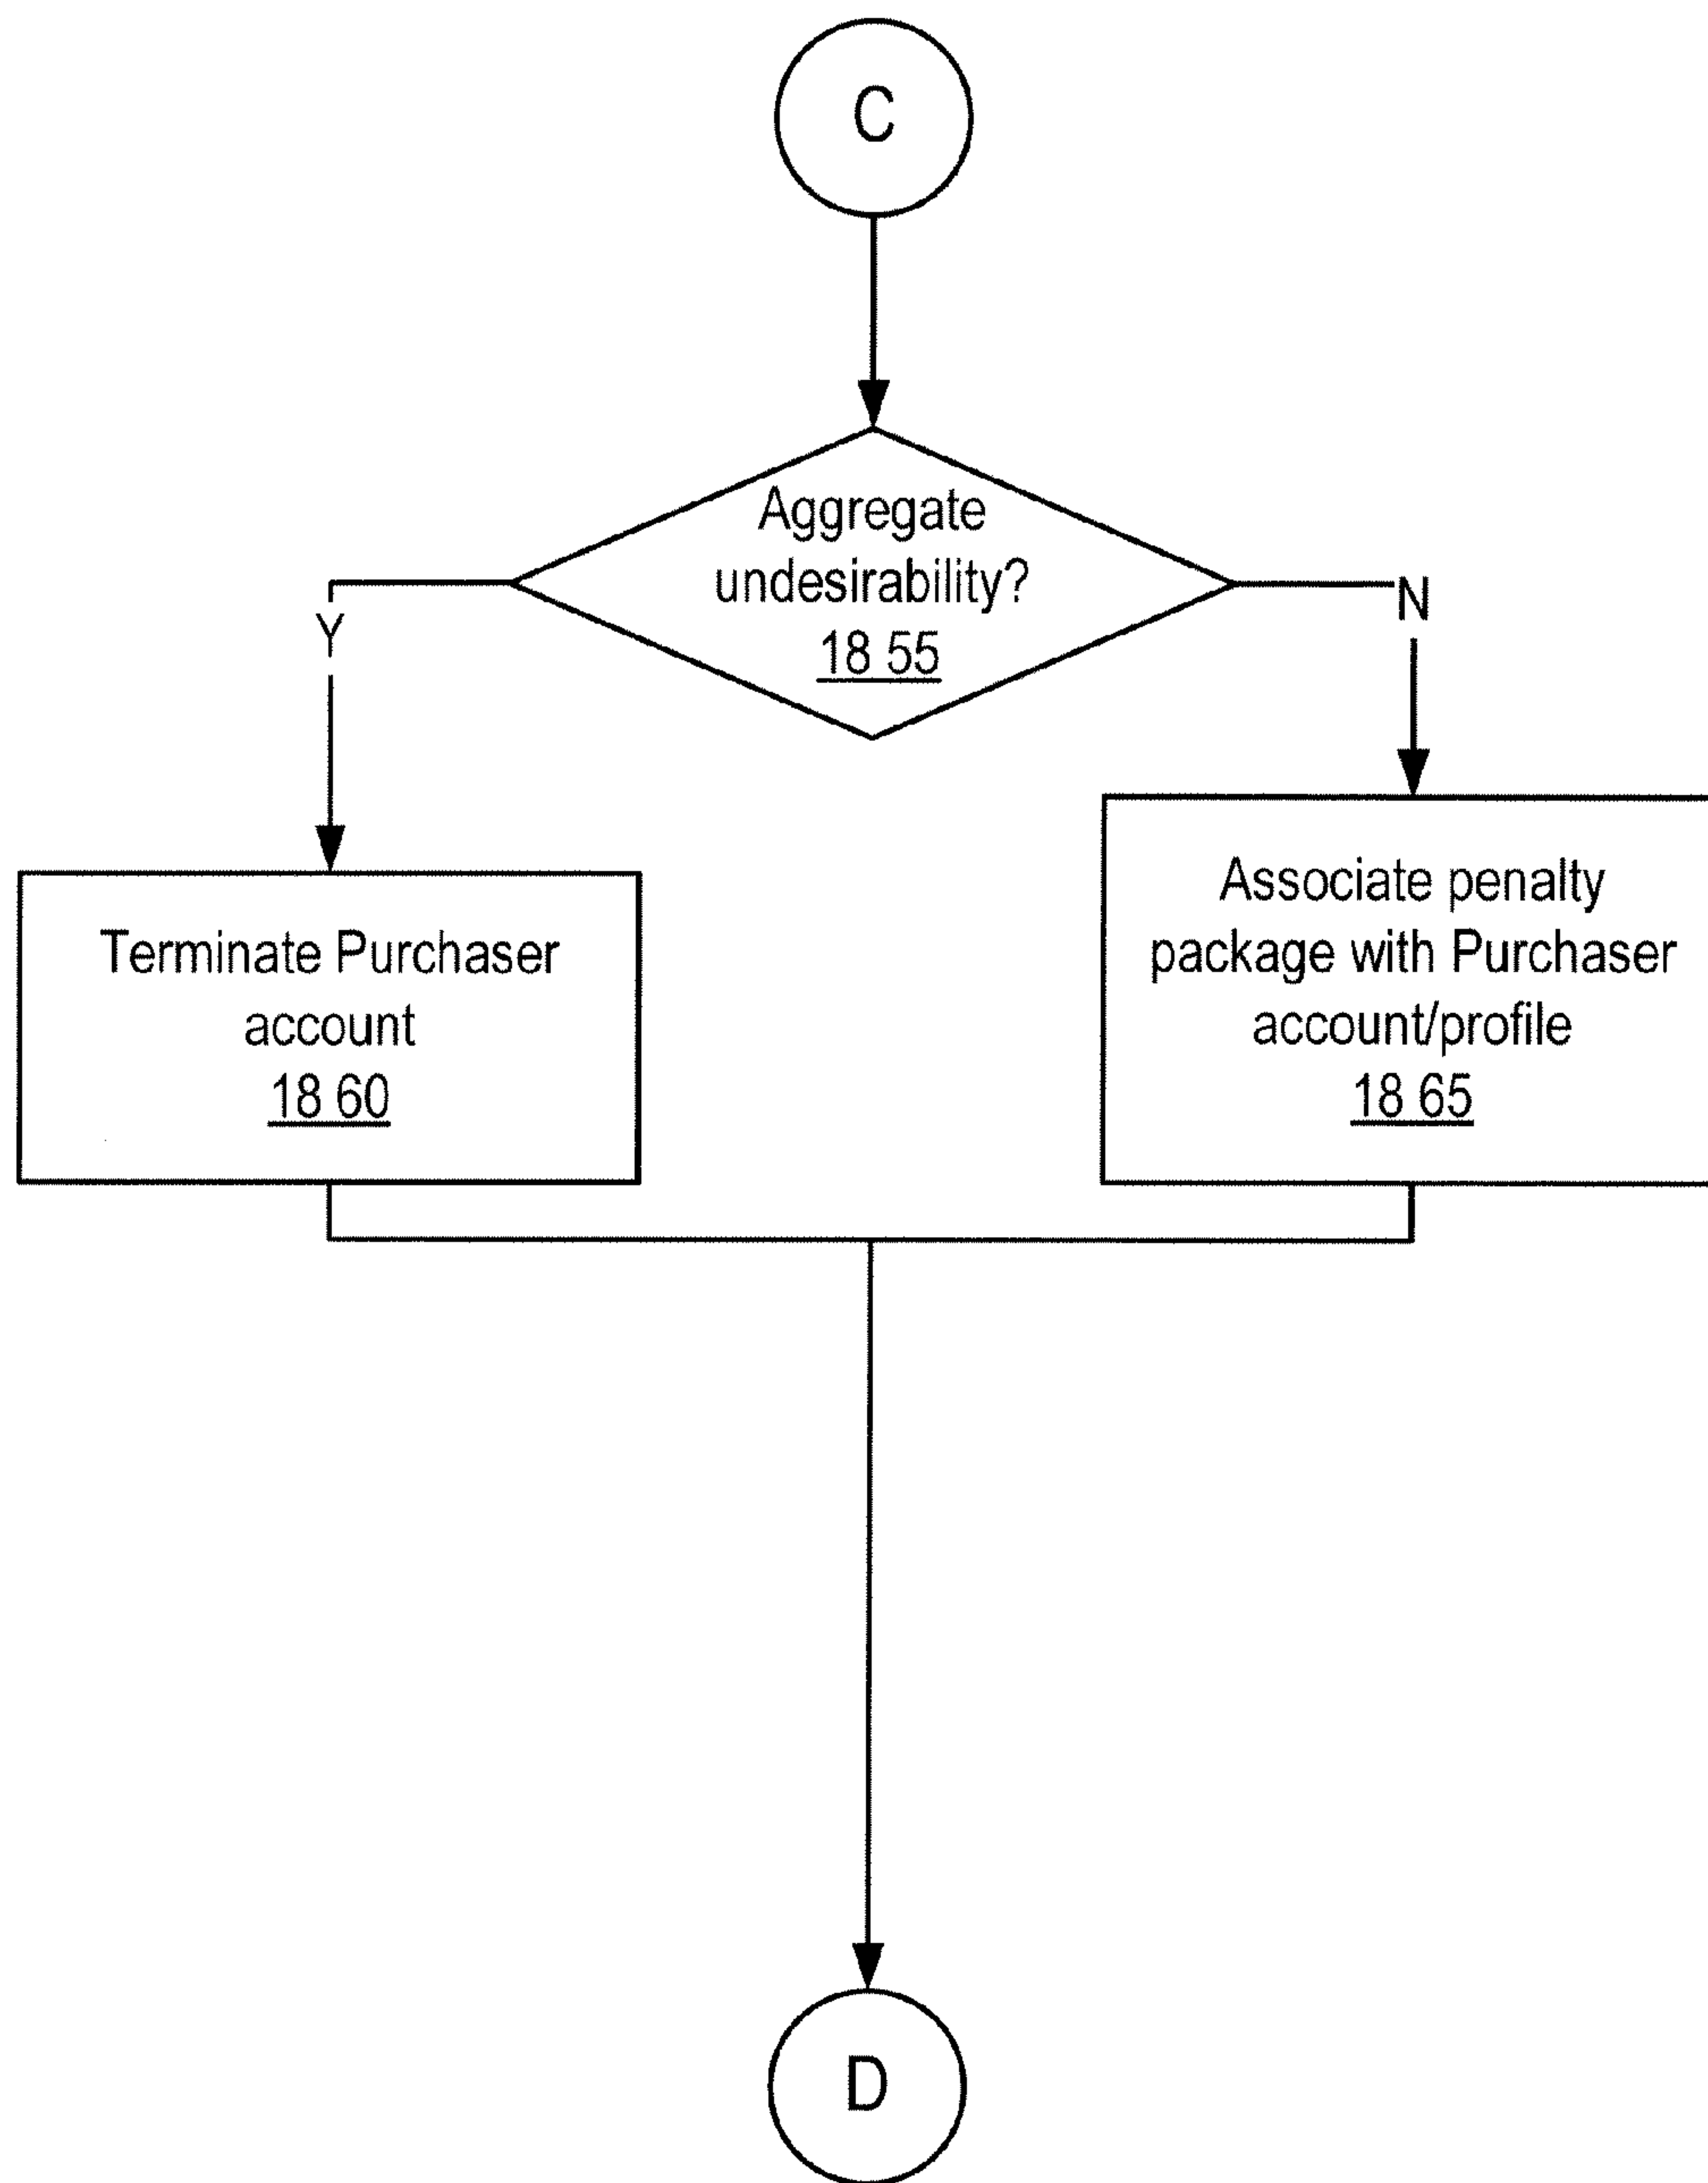 C
Aggregate
undesirability?
18 55
Y
N
Terminate Purchaser
account
18 60
Associate penalty
package with Purchaser
account/profile
18 65
D